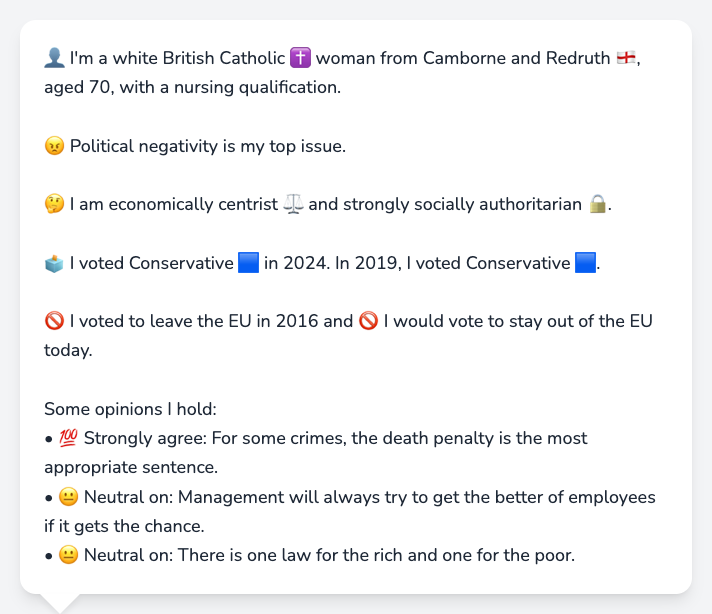 👤 I'm a white British Catholic ✝️ woman from Camborne and Redruth 🏴󠁧󠁢󠁥󠁮󠁧󠁿,
aged 70, with a nursing qualification.
😠 Political negativity is my top issue.
🤔 I am economically centrist ⚖️ and strongly socially authoritarian 🔒.
🗳️ I voted Conservative 🟦 in 2024. In 2019, I voted Conservative 🟦.
🚫 I voted to leave the EU in 2016 and 🚫 I would vote to stay out of the EU
today.
Some opinions I hold:
• 💯 Strongly agree: For some crimes, the death penalty is the most
appropriate sentence.
• 😐 Neutral on: Management will always try to get the better of employees
if it gets the chance.
• 😐 Neutral on: There is one law for the rich and one for the poor.